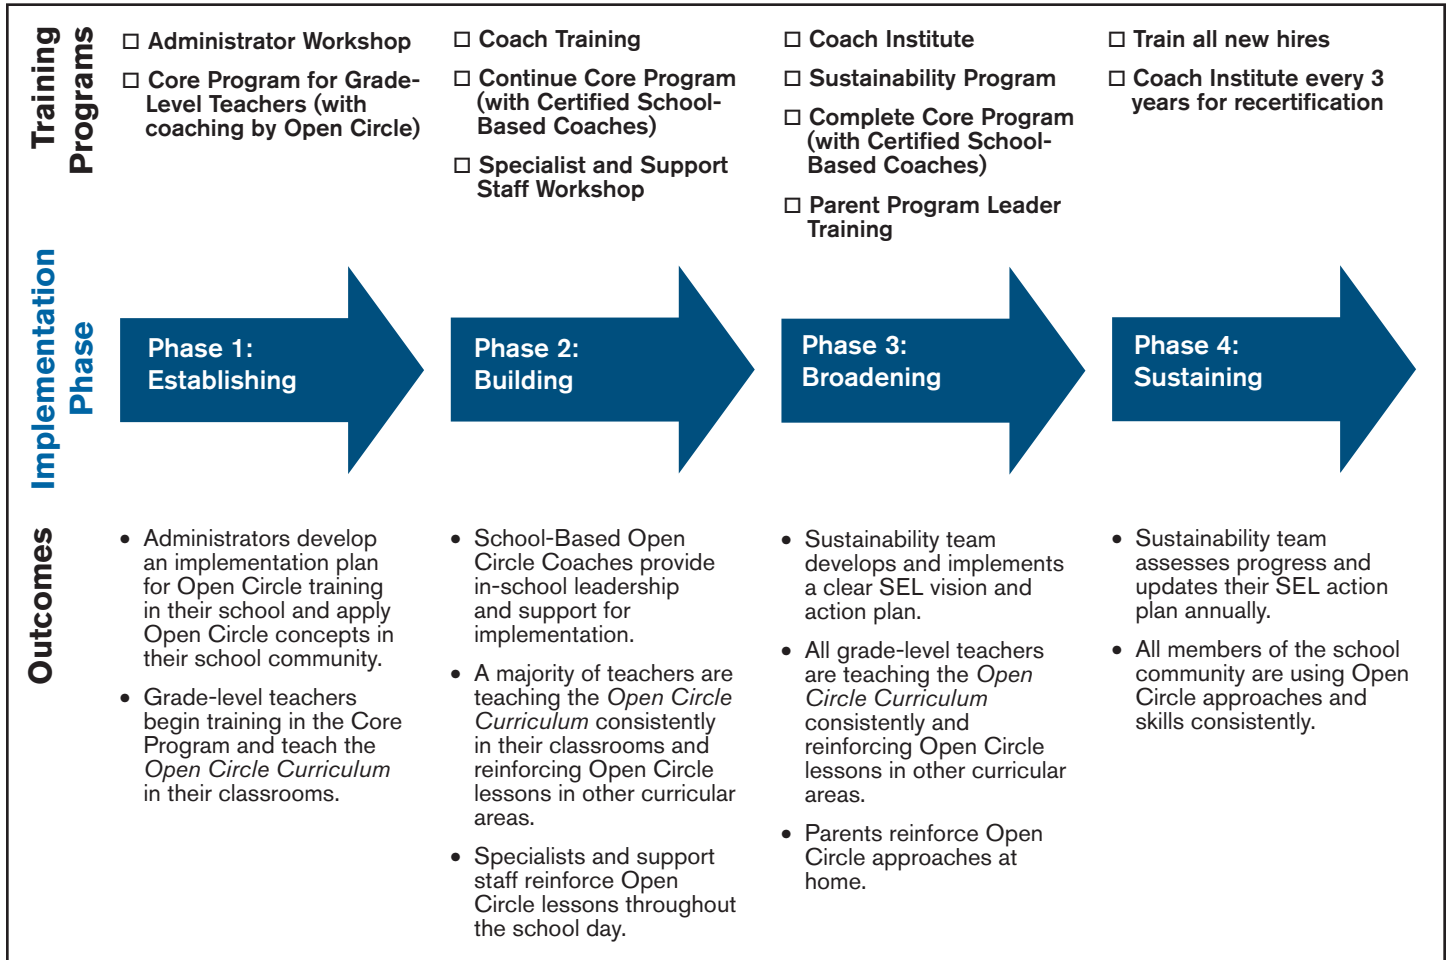 Training
Programs
☐ Administrator Workshop
☐ Core Program for Grade-
Level Teachers (with
coaching by Open Circle)
☐ Coach Training
☐ Continue Core Program
(with Certified School-
Based Coaches)
☐ Specialist and Support
Staff Workshop
☐ Coach Institute
☐ Sustainability Program
☐ Complete Core Program
(with Certified School-
Based Coaches)
☐ Parent Program Leader
Training
☐ Train all new hires
☐ Coach Institute every 3
years for recertification
Implementation
Phase
Phase 1:
Establishing
Phase 2:
Building
Phase 3:
Broadening
Phase 4:
Sustaining
Outcomes
• Administrators develop
an implementation plan
for Open Circle training
in their school and apply
Open Circle concepts in
their school community.
• Grade-level teachers
begin training in the Core
Program and teach the
Open Circle Curriculum
in their classrooms.
• School-Based Open
Circle Coaches provide
in-school leadership
and support for
implementation.
• A majority of teachers are
teaching the Open Circle
Curriculum consistently
in their classrooms and
reinforcing Open Circle
lessons in other curricular
areas.
• Specialists and support
staff reinforce Open
Circle lessons throughout
the school day.
• Sustainability team
develops and implements
a clear SEL vision and
action plan.
• All grade-level teachers
are teaching the Open
Circle Curriculum
consistently and
reinforcing Open Circle
lessons in other curricular
areas.
• Parents reinforce Open
Circle approaches at
home.
• Sustainability team
assesses progress and
updates their SEL action
plan annually.
• All members of the school
community are using Open
Circle approaches and
skills consistently.